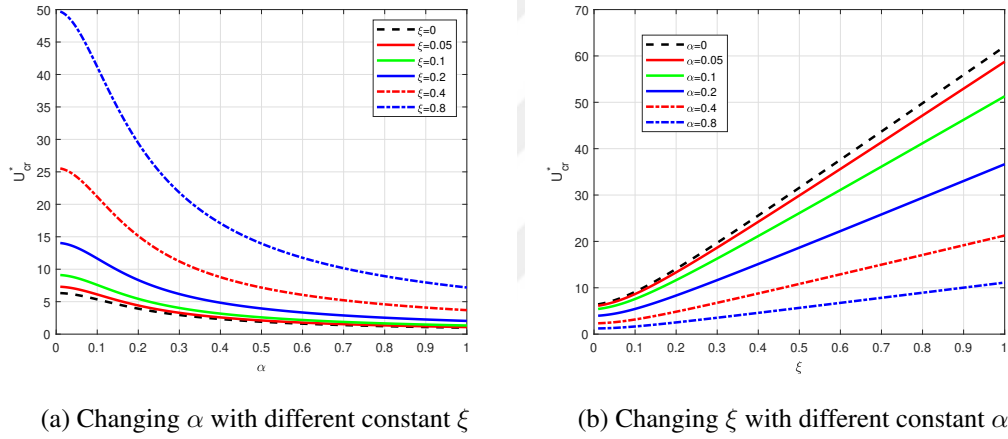 50
45
40
35
30
25
20
15
10
5
0
U*cr
0 0.1 0.2 0.3 0.4 0.5 0.6 0.7 0.8 0.9 1
α
ξ=0
ξ=0.05
ξ=0.1
ξ=0.2
ξ=0.4
ξ=0.8
(a) Changing α with different constant ξ
70
60
50
40
30
20
10
0
U*cr
0 0.1 0.2 0.3 0.4 0.5 0.6 0.7 0.8 0.9 1
ξ
α=0
α=0.05
α=0.1
α=0.2
α=0.4
α=0.8
(b) Changing ξ with different constant α